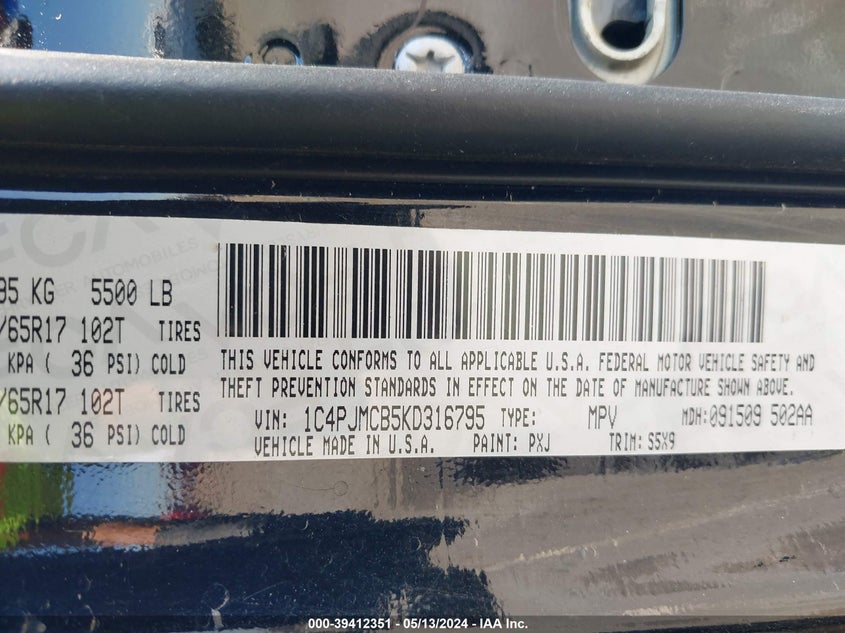 95 KG 5500 LB
/65R17 102T TIRES
KPA ( 36 PSI) COLD
/65R17 102T TIRES
KPA ( 36 PSI) COLD
THIS VEHICLE CONFORMS TO ALL APPLICABLE U.S.A. FEDERAL MOTOR VEHICLE SAFETY AND
THEFT PREVENTION STANDARDS IN EFFECT ON THE DATE OF MANUFACTURE SHOWN ABOVE.
VIN: 1C4PJMCB5KD316795 TYPE: MPV MDH: 091509 502AA
VEHICLE MADE IN U.S.A. PAINT: PXJ TRIM: S5X9
000-39412351 - 05/13/2024 - IAA Inc.